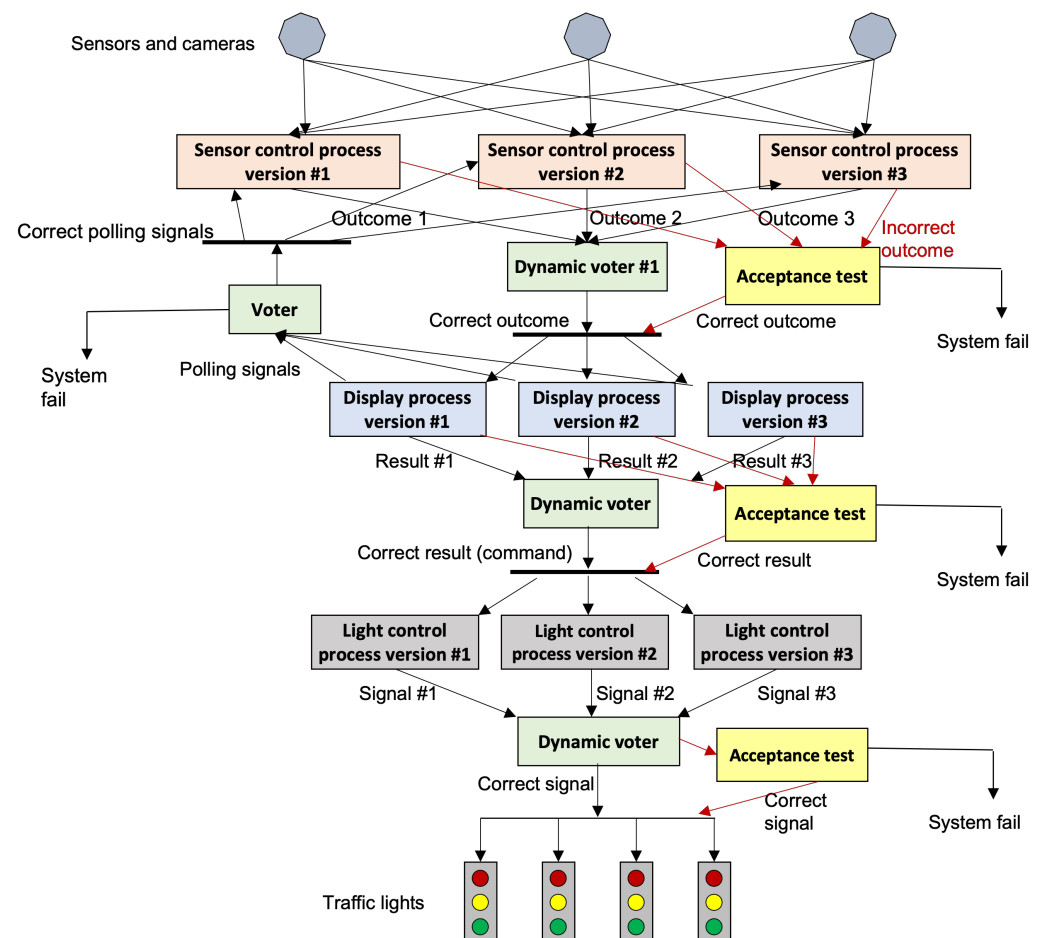 Sensors and cameras
Sensor control process
version #1
Sensor control process
version #2
Sensor control process
version #3
Outcome 1
Outcome 2
Outcome 3
Correct polling signals
Incorrect
outcome
Dynamic voter #1
Acceptance test
Voter
Correct outcome
Correct outcome
System fail
System
fail
Polling signals
Display process
version #1
Display process
version #2
Display process
version #3
Result #1
Result #2
Result #3
Dynamic voter
Acceptance test
Correct result (command)
Correct result
System fail
Light control
process version #1
Light control
process version #2
Light control
process version #3
Signal #1
Signal #2
Signal #3
Dynamic voter
Acceptance test
Correct signal
Correct
signal
System fail
Traffic lights